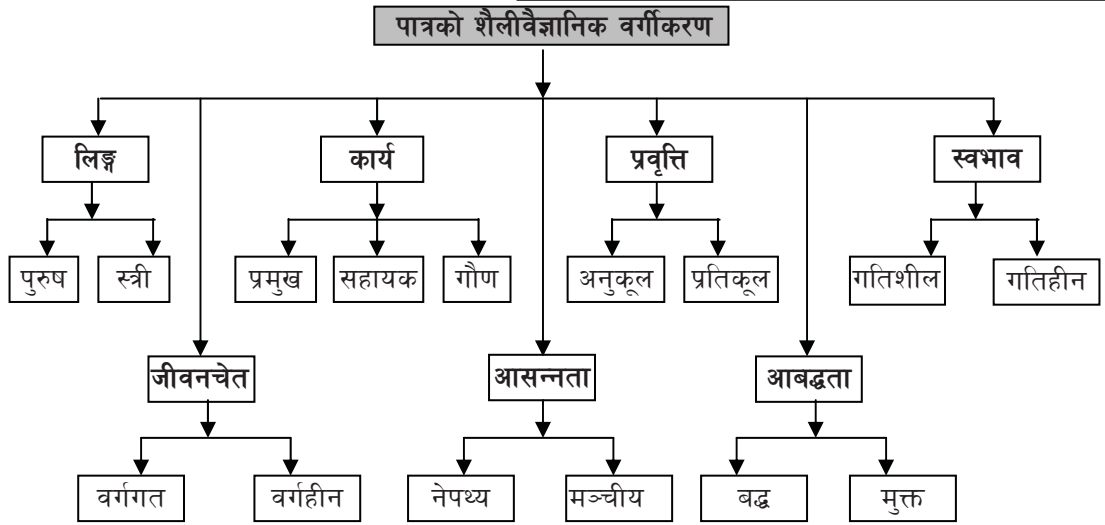 पात्रको शैलीवैज्ञानिक वर्गीकरण
लिङ्ग कार्य प्रवृत्ति स्वभाव
पुरुष स्त्री प्रमुख सहायक गौण अनुकूल प्रतिकूल गतिशील गतिहीन
जीवनचेत आसन्नता आबद्धता
वर्गगत वर्गहीन नेपथ्य मञ्चीय बद्ध मुक्त